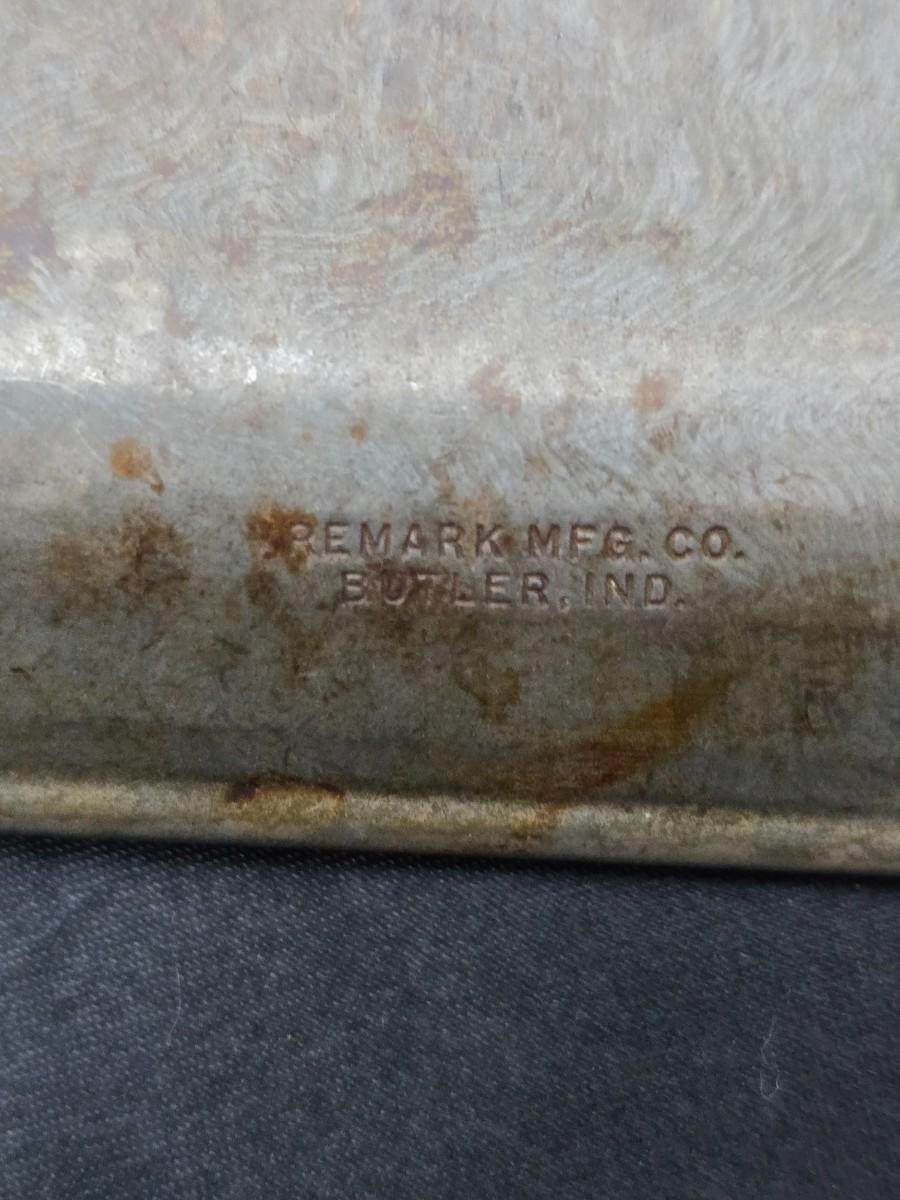 REMARK MFG. CO.
BUTLER, IND.